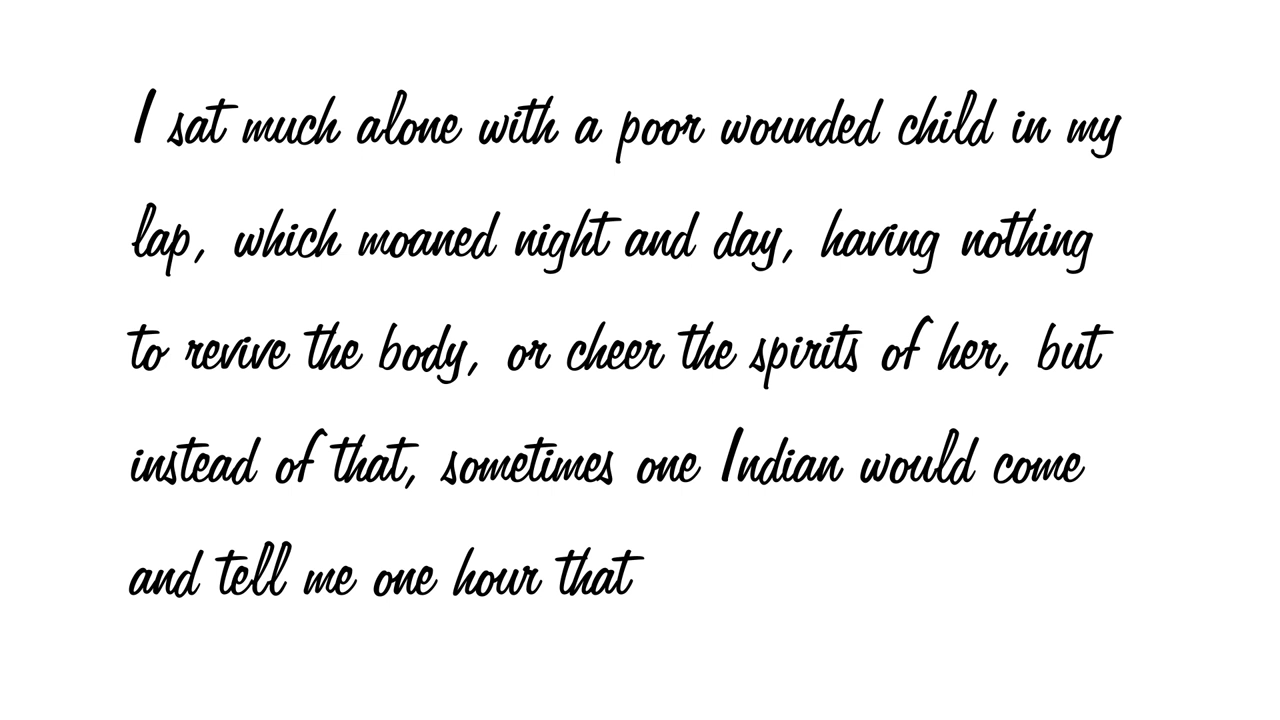 I sat much alone with a poor wounded child in my
lap, which moaned night and day, having nothing
to revive the body, or cheer the spirits of her, but
instead of that, sometimes one Indian would come
and tell me one hour that